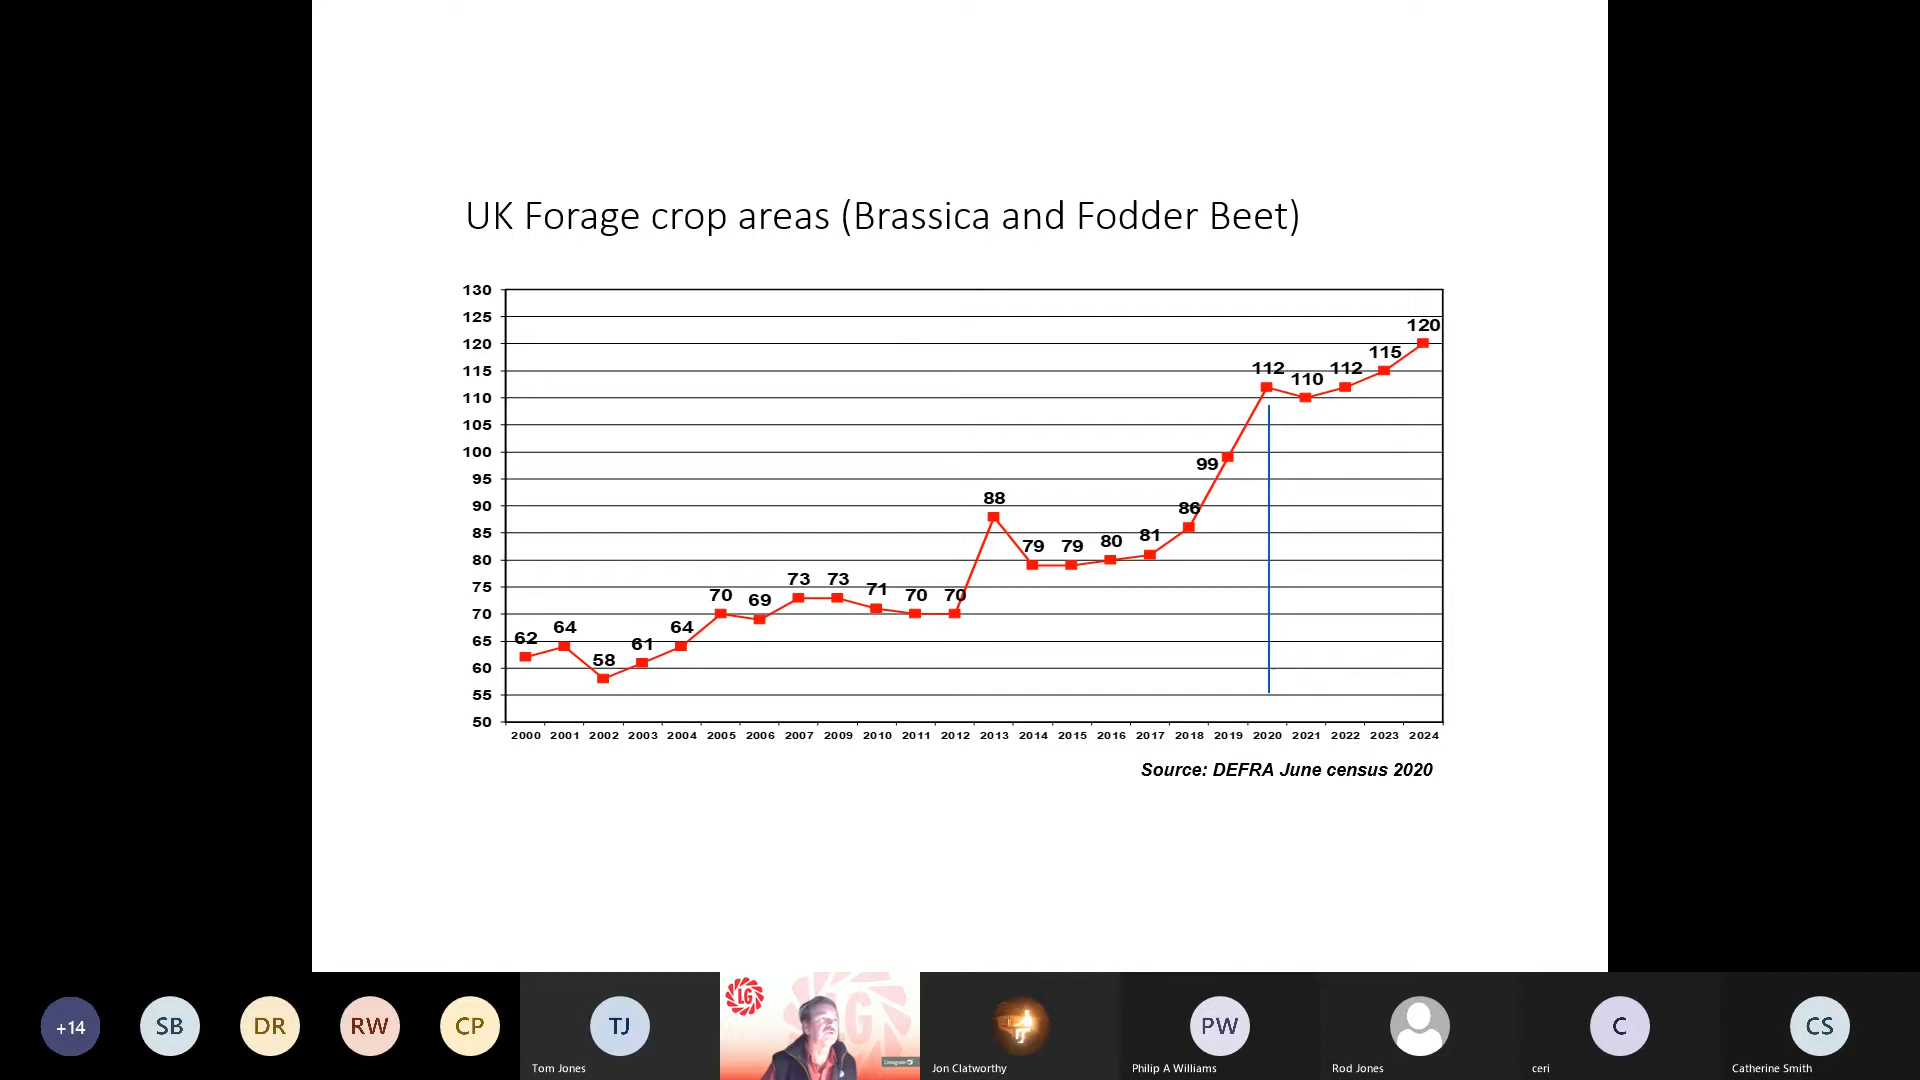 UK Forage crop areas (Brassica and Fodder Beet)
130
125
120
115
110
105
100
95
90
85
80
75
70
65
60
55
50
62 64 58 61 64 70 69 73 73 71 70 70 88 79 79 80 81 86 99 112 110 112 115 120
2000 2001 2002 2003 2004 2005 2006 2007 2009 2010 2011 2012 2013 2014 2015 2016 2017 2018 2019 2020 2021 2022 2023 2024
Source: DEFRA June census 2020
+14 SB DR RW CP TJ LG LG PW C CS
Limagrain
Tom Jones Jon Clatworthy Philip A Williams Rod Jones ceri Catherine Smith